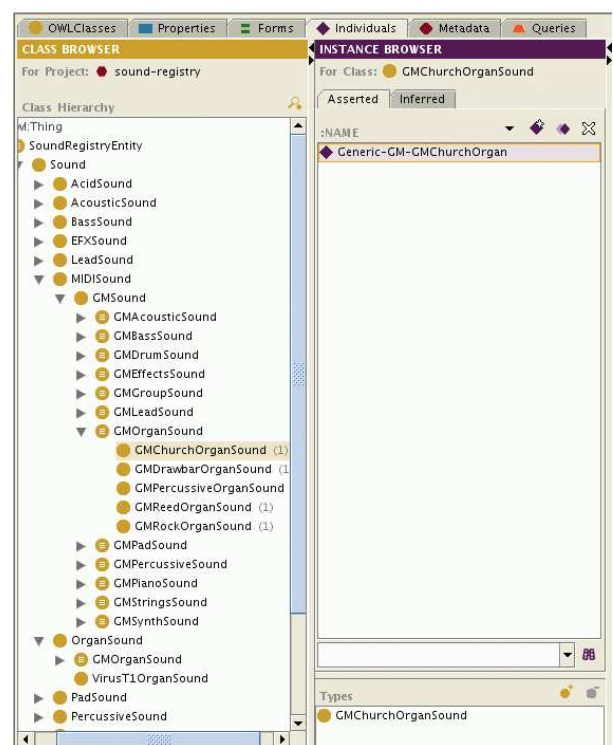 OWLClasses Properties Forms Individuals Metadata Queries
CLASS BROWSER
For Project: sound-registry
Class Hierarchy
SoundRegistryEntity
Sound
AcidSound
AcousticSound
BassSound
EFXSound
LeadSound
MIDISound
GMSound
GMAcousticSound
GMBassSound
GMDrumSound
GMEffectsSound
GMGroupSound
GMLeadSound
GMOrganSound
GMChurchOrganSound (1)
GMDrawbarOrganSound (1
GMPercussiveOrganSound
GMReedOrganSound (1)
GMRockOrganSound (1)
GMPadSound
GMPercussiveSound
GMPianoSound
GMStringsSound
GMSynthSound
OrganSound
GMOrganSound
VirusT1OrganSound
PadSound
PercussiveSound
INSTANCE BROWSER
For Class: GMChurchOrganSound
Asserted Inferred
:NAME
Generic-GM-GMChurchOrgan
Types
GMChurchOrganSound